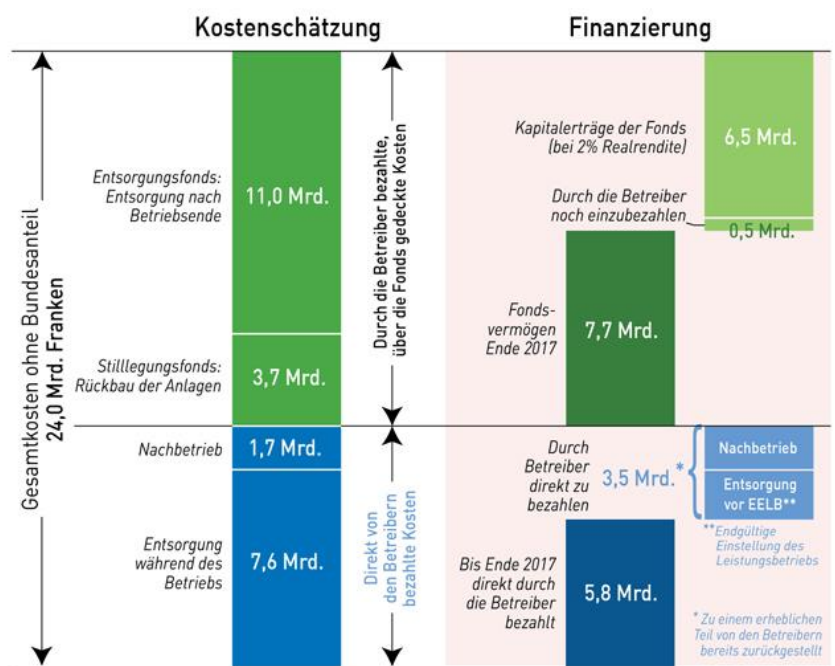 Kostenschätzung
Finanzierung
Gesamtkosten ohne Bundesanteil
24,0 Mrd. Franken
Entsorgungsfonds:
Entsorgung nach
Betriebsende
11,0 Mrd.
Stilllegungsfonds:
Rückbau der Anlagen
3,7 Mrd.
Nachbetrieb
1,7 Mrd.
Entsorgung
während des
Betriebs
7,6 Mrd.
Durch die Betreiber bezahlte,
über die Fonds gedeckte Kosten
Direkt von
den Betreibern
bezahlte Kosten
Kapitalerträge der Fonds
(bei 2% Realrendite)
6,5 Mrd.
Durch die Betreiber
noch einzubezahlen
0,5 Mrd.
Fonds-
vermögen
Ende 2017
7,7 Mrd.
Durch
Betreiber
direkt zu
bezahlen
3,5 Mrd.*
Nachbetrieb
Entsorgung
vor EELB**
**Endgültige
Einstellung des
Leistungsbetriebs
Bis Ende 2017
direkt durch
die Betreiber
bezahlt
5,8 Mrd.
* Zu einem erheblichen
Teil von den Betreibern
bereits zurückgestellt